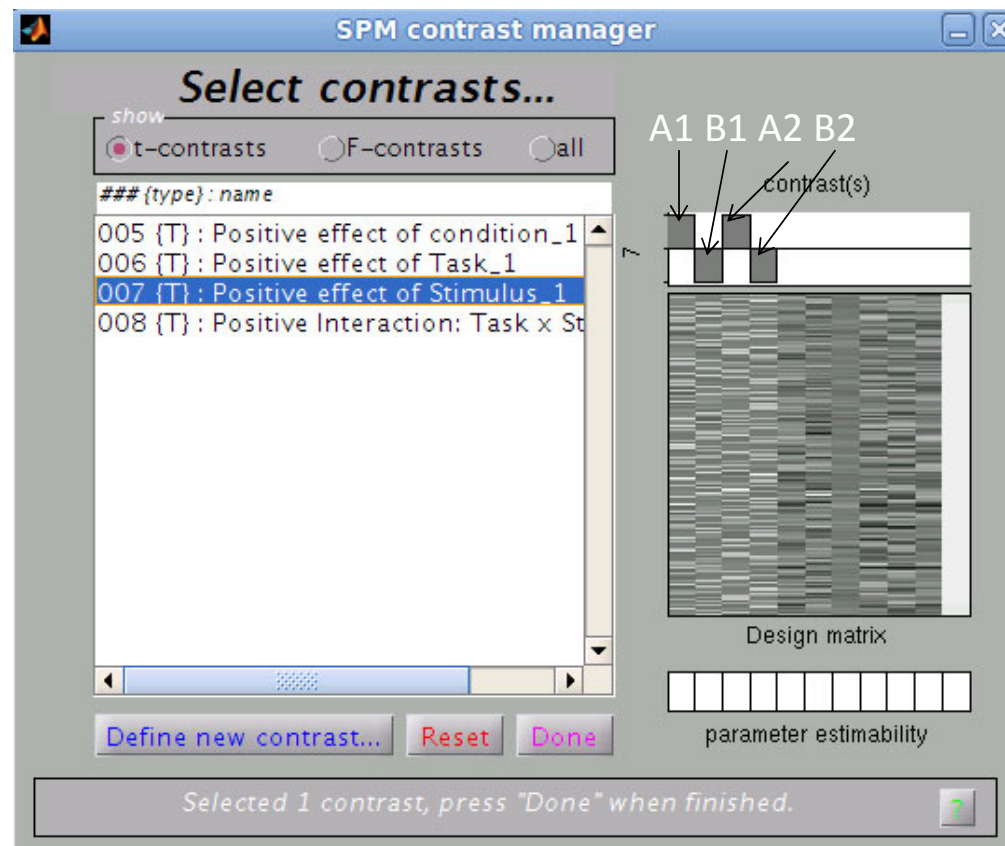 SPM contrast manager
Select contrasts...
show
t-contrasts F-contrasts all
### {type} : name
005 {T} : Positive effect of condition_1
006 {T} : Positive effect of Task_1
007 {T} : Positive effect of Stimulus_1
008 {T} : Positive Interaction: Task x St
A1 B1 A2 B2
contrast(s)
7
Design matrix
parameter estimability
Define new contrast... Reset Done
Selected 1 contrast, press "Done" when finished.
?